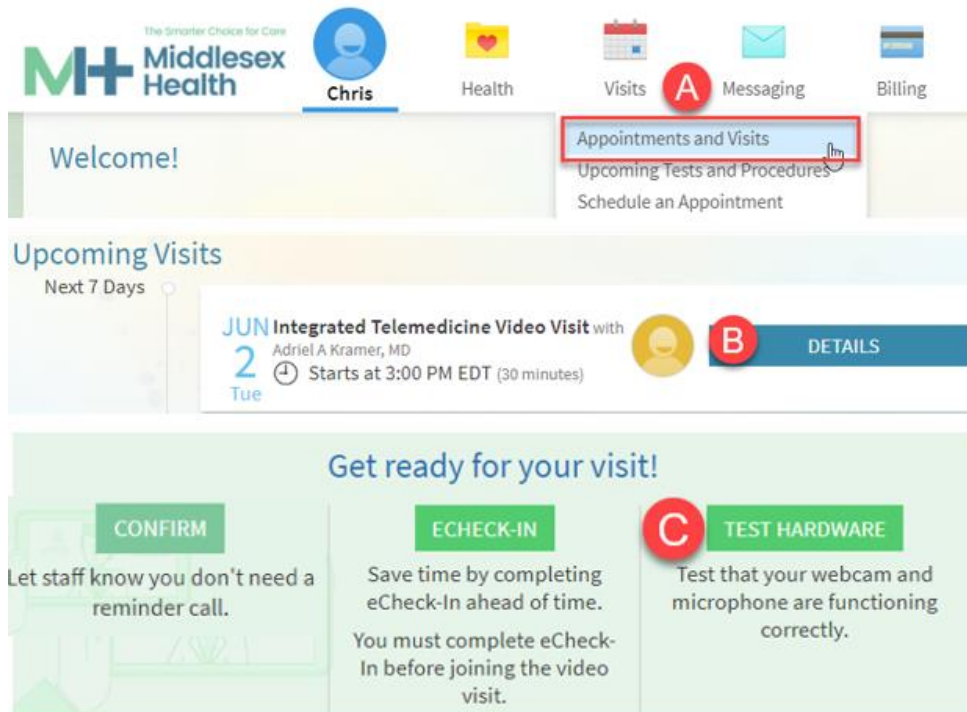 The Smarter Choice for Care
M+ Middlesex
Health
Chris
Health
Visits
A
Messaging
Billing
Welcome!
Appointments and Visits
Upcoming Tests and Procedures
Schedule an Appointment
Upcoming Visits
Next 7 Days
JUN
2
Tue
Integrated Telemedicine Video Visit with
Adriel A Kramer, MD
Starts at 3:00 PM EDT (30 minutes)
B
DETAILS
Get ready for your visit!
CONFIRM
Let staff know you don't need a
reminder call.
ECHECK-IN
Save time by completing
eCheck-In ahead of time.
You must complete eCheck-
In before joining the video
visit.
C
TEST HARDWARE
Test that your webcam and
microphone are functioning
correctly.